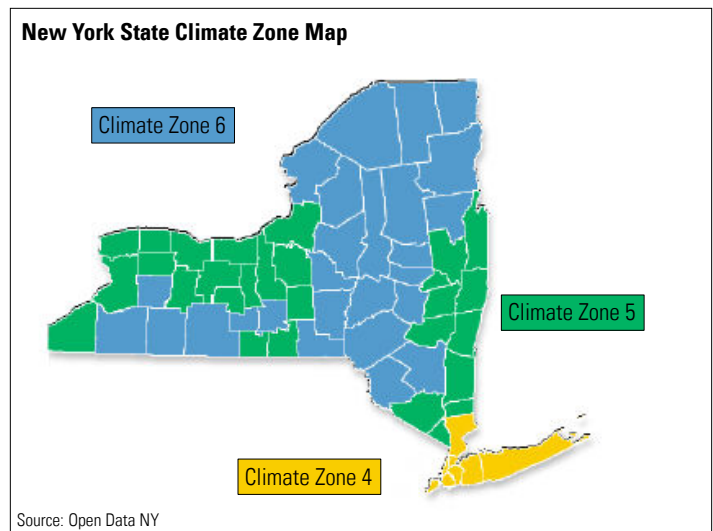 New York State Climate Zone Map
Climate Zone 6
Climate Zone 5
Climate Zone 4
Source: Open Data NY